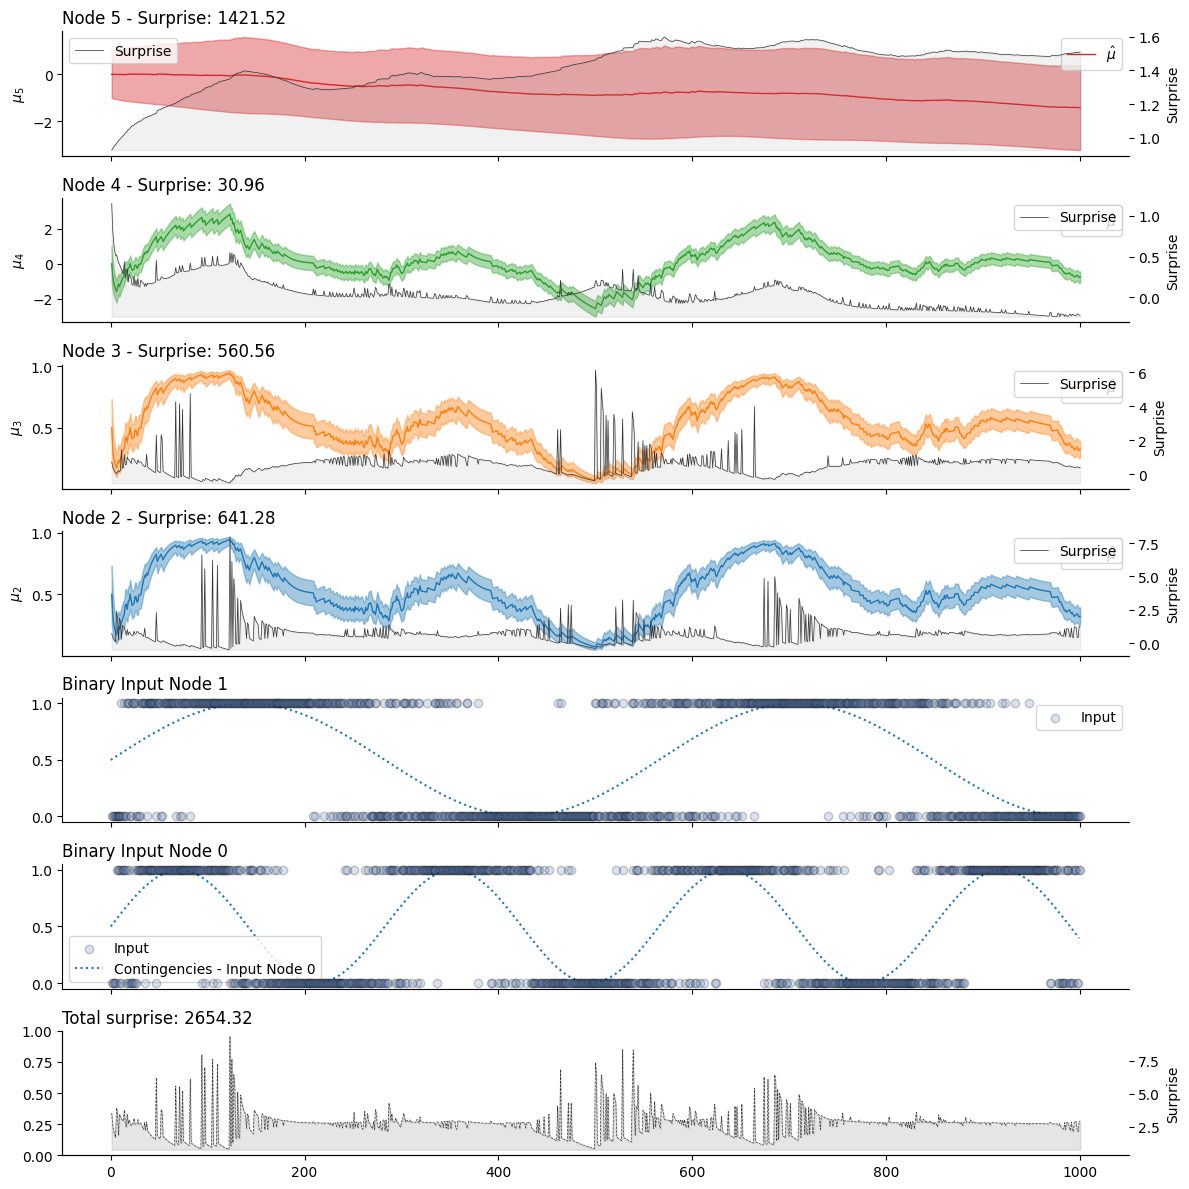 Node 5 - Surprise: 1421.52
Surprise
μ̂
0
−2
μ5
1.6
1.4
1.2
1.0
Surprise
Node 4 - Surprise: 30.96
Surprise
2
0
−2
μ4
1.0
0.5
0.0
Surprise
Node 3 - Surprise: 560.56
Surprise
1.0
0.5
μ3
6
4
2
0
Surprise
Node 2 - Surprise: 641.28
Surprise
1.0
0.5
μ2
7.5
5.0
2.5
0.0
Surprise
Binary Input Node 1
1.0
0.5
0.0
Input
Binary Input Node 0
1.0
0.5
0.0
Input
Contingencies - Input Node 0
Total surprise: 2654.32
1.00
0.75
0.50
0.25
0.00
7.5
5.0
2.5
Surprise
0 200 400 600 800 1000